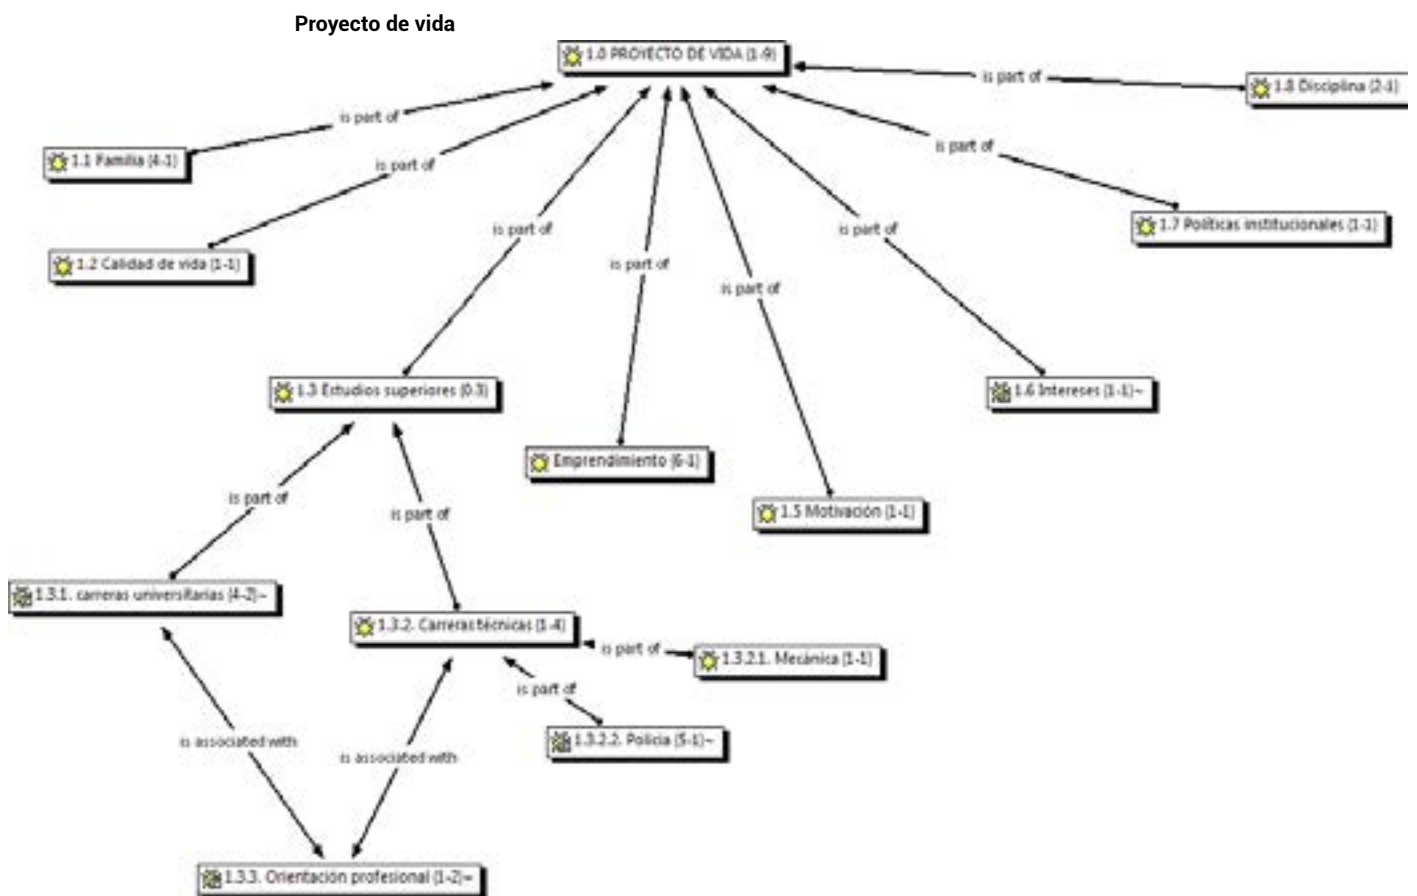 Proyecto de vida
1.0 PROYECTO DE VIDA (1-9)
is part of
1.8 Disciplina (2-1)
is part of
is part of
1.1 Familia (4-1)
is part of
1.7 Políticas institucionales (1-1)
is part of
is part of
1.2 Calidad de vida (1-1)
is part of
is part of
1.3 Estudios superiores (0-3)
1.6 Intereses (1-1)~
Emprendimiento (6-1)
is part of
1.5 Motivación (1-1)
is part of
1.3.1. carreras universitarias (4-2)~
1.3.2. Carreras técnicas (1-4)
is part of
1.3.2.1. Mecánica (1-1)
is part of
1.3.2.2. Policia (5-1)~
is associated with
is associated with
1.3.3. Orientación profesional (1-2)~